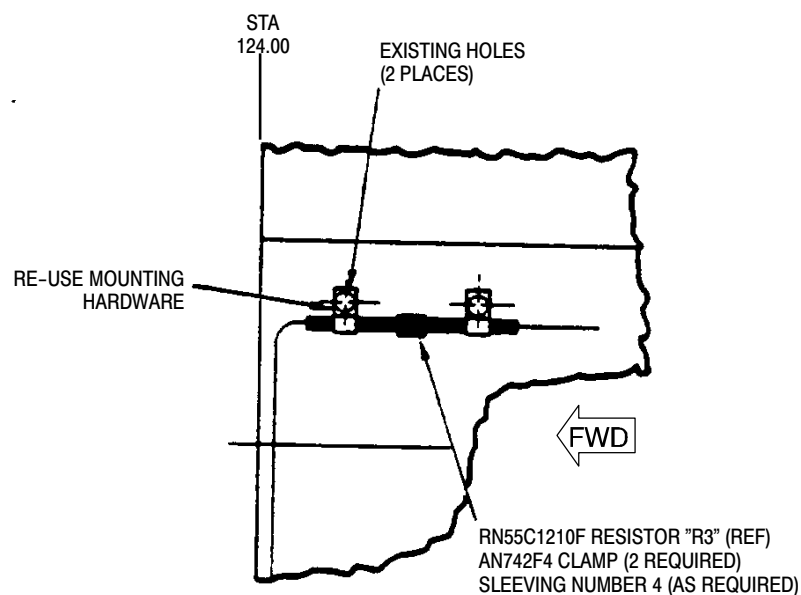 STA
124.00
EXISTING HOLES
(2 PLACES)
RE-USE MOUNTING
HARDWARE
FWD
RN55C1210F RESISTOR "R3" (REF)
AN742F4 CLAMP (2 REQUIRED)
SLEEVING NUMBER 4 (AS REQUIRED)